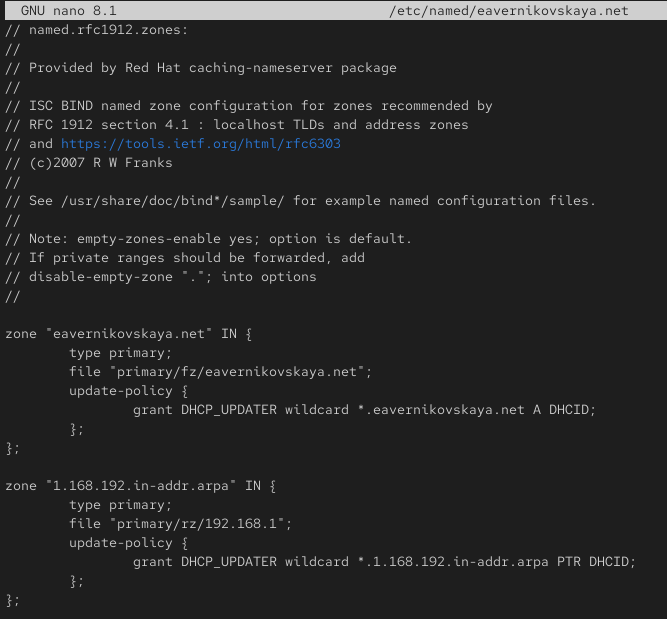 GNU nano 8.1 /etc/named/eavernikovskaya.net
// named.rfc1912.zones:
//
// Provided by Red Hat caching-nameserver package
//
// ISC BIND named zone configuration for zones recommended by
// RFC 1912 section 4.1 : localhost TLDs and address zones
// and https://tools.ietf.org/html/rfc6303
// (c)2007 R W Franks
//
// See /usr/share/doc/bind*/sample/ for example named configuration files.
//
// Note: empty-zones-enable yes; option is default.
// If private ranges should be forwarded, add
// disable-empty-zone "."; into options
//
zone "eavernikovskaya.net" IN {
        type primary;
        file "primary/fz/eavernikovskaya.net";
        update-policy {
                grant DHCP_UPDATER wildcard *.eavernikovskaya.net A DHCID;
        };
};
zone "1.168.192.in-addr.arpa" IN {
        type primary;
        file "primary/rz/192.168.1";
        update-policy {
                grant DHCP_UPDATER wildcard *.1.168.192.in-addr.arpa PTR DHCID;
        };
};